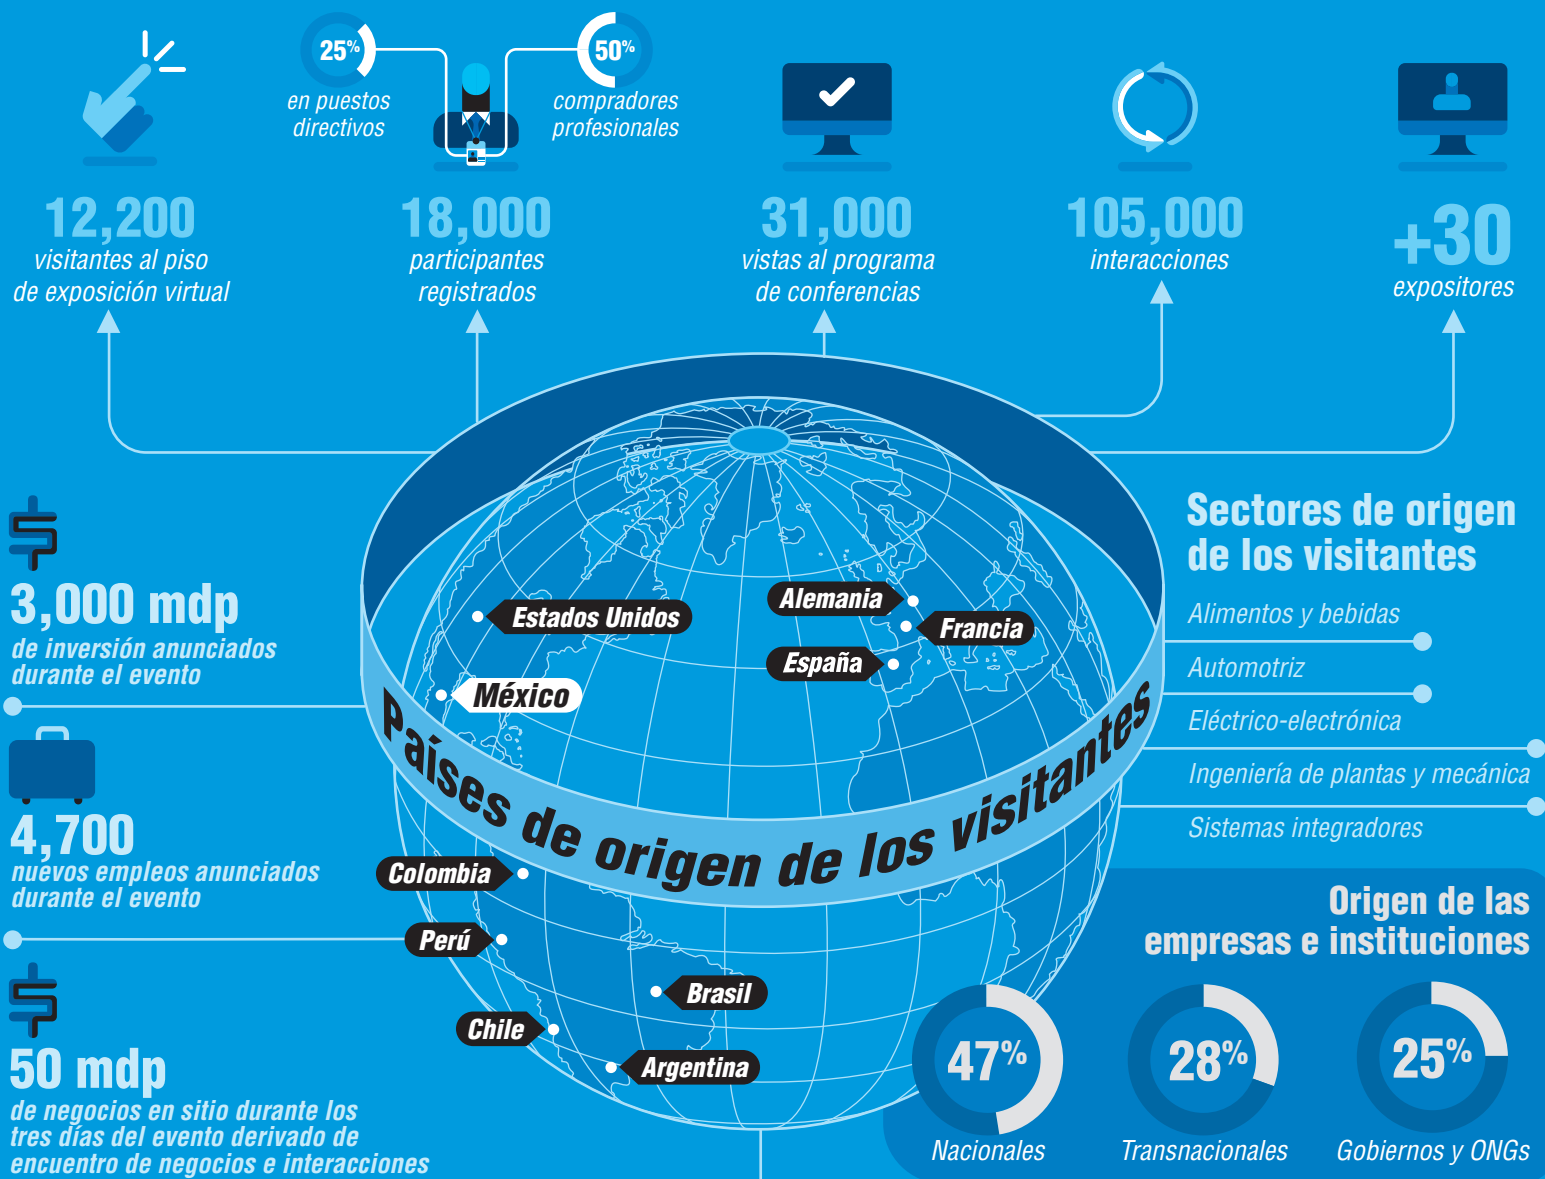 25%
en puestos
directivos
50%
compradores
profesionales
12,200
visitantes al piso
de exposición virtual
18,000
participantes
registrados
31,000
vistas al programa
de conferencias
105,000
interacciones
+30
expositores
3,000 mdp
de inversión anunciados
durante el evento
4,700
nuevos empleos anunciados
durante el evento
50 mdp
de negocios en sitio durante los
tres días del evento derivado de
encuentro de negocios e interacciones
Países de origen de los visitantes
Estados Unidos
México
Alemania
Francia
España
Colombia
Perú
Brasil
Chile
Argentina
Sectores de origen
de los visitantes
Alimentos y bebidas
Automotriz
Eléctrico-electrónica
Ingeniería de plantas y mecánica
Sistemas integradores
Origen de las
empresas e instituciones
47%
Nacionales
28%
Transnacionales
25%
Gobiernos y ONGs